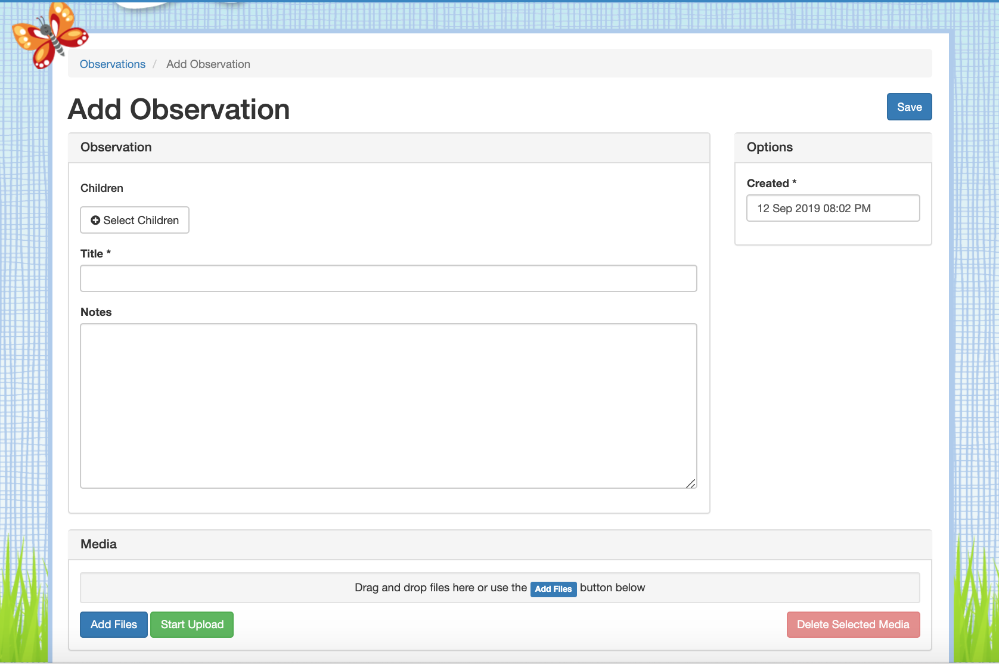 Observations / Add Observation
Add Observation
Save
Observation
Options
Children
Created *
Select Children
12 Sep 2019 08:02 PM
Title *
Notes
Media
Drag and drop files here or use the Add Files button below
Add Files
Start Upload
Delete Selected Media